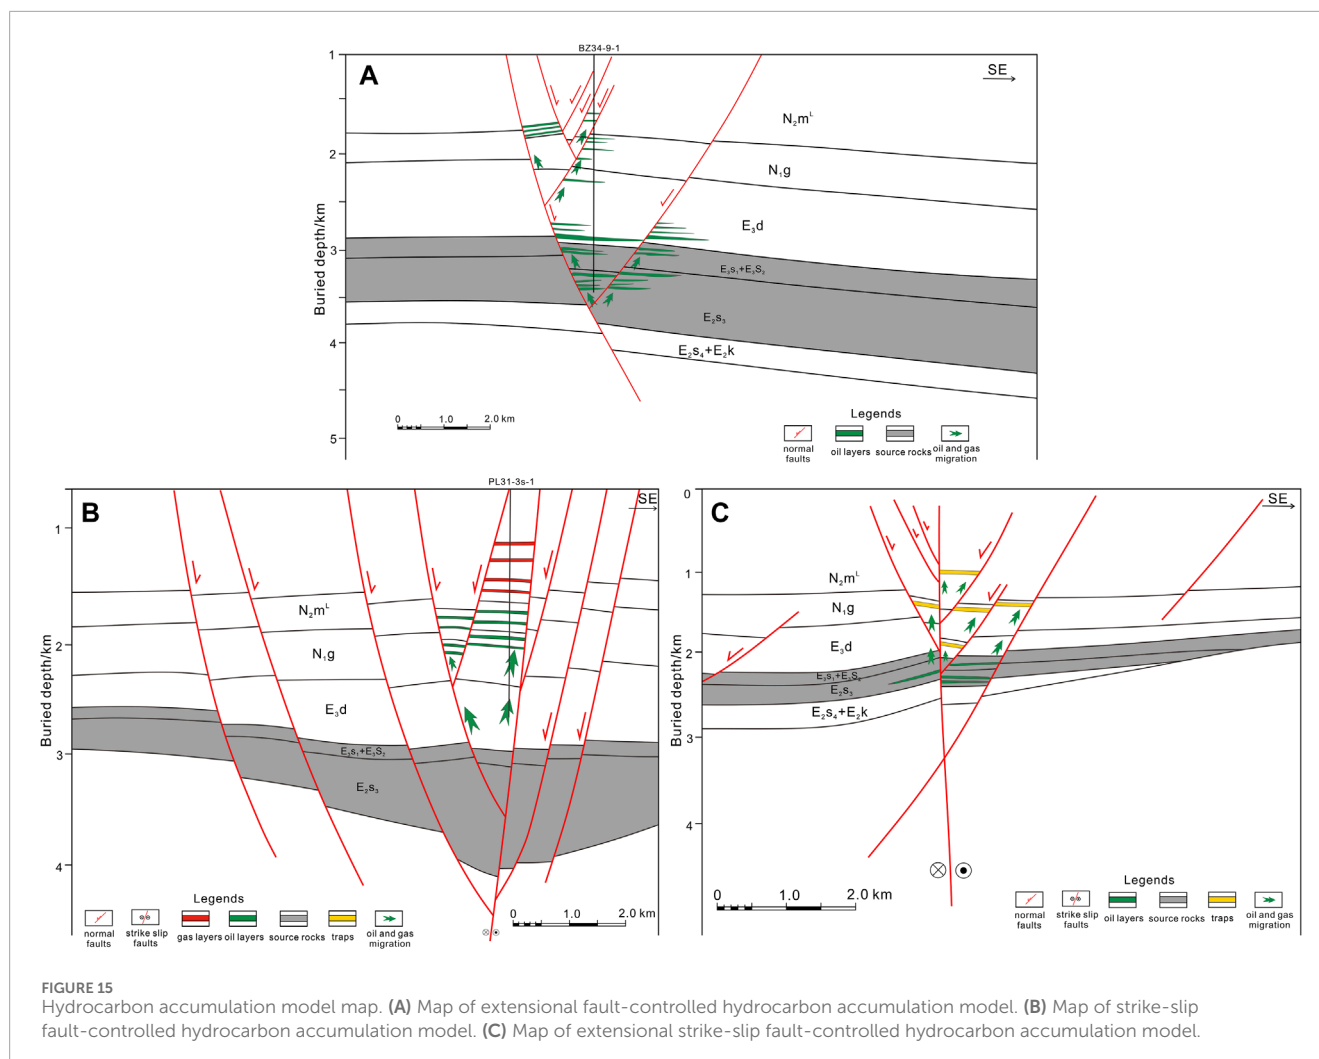 BZ34-9-1
1
A
SE
N₂mᴸ
2
N₁g
E₃d
3
E₃s₁+E₃S₂
E₂s₃
4
E₂s₄+E₂k
5
Buried depth/km
0 1.0 2.0 km
Legends
normal faults
oil layers
source rocks
oil and gas migration
PL31-3s-1
B
SE
1
N₂mᴸ
2
N₁g
E₃d
3
E₃s₁+E₃S₂
E₂s₃
4
Buried depth/km
Legends
0 1.0 2.0 km
normal faults
strike slip faults
gas layers
oil layers
source rocks
traps
oil and gas migration
0
C
SE
1
N₂mᴸ
N₁g
2
E₃d
E₃s₁+E₃S₂
E₂s₃
E₂s₄+E₂k
3
4
Buried depth/km
0 1.0 2.0 km
Legends
normal faults
strike slip faults
oil layers
source rocks
traps
oil and gas migration
FIGURE 15
Hydrocarbon accumulation model map. (A) Map of extensional fault-controlled hydrocarbon accumulation model. (B) Map of strike-slip
fault-controlled hydrocarbon accumulation model. (C) Map of extensional strike-slip fault-controlled hydrocarbon accumulation model.